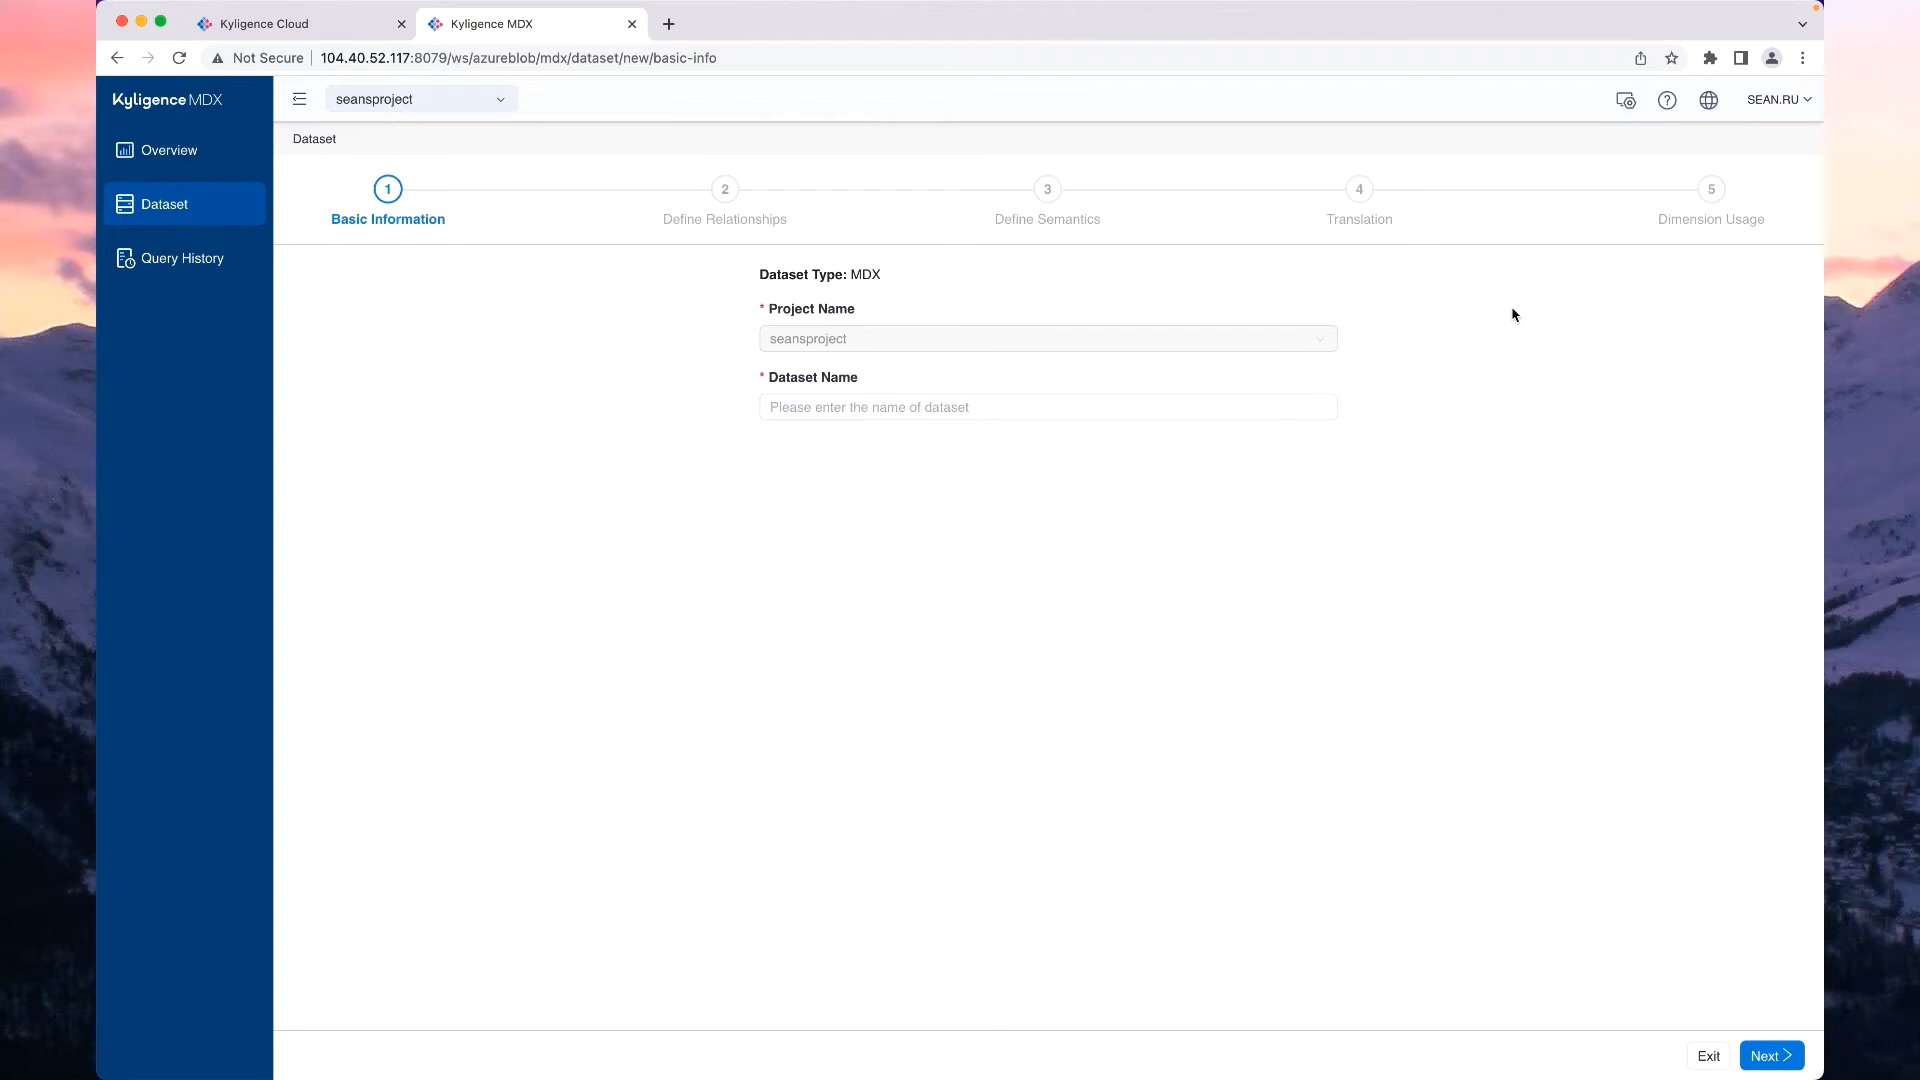 Kyligence Cloud
Kyligence MDX
Not Secure
104.40.52.117:8079/ws/azureblob/mdx/dataset/new/basic-info
Kyligence MDX
seansproject
SEAN.RU
Overview
Dataset
Query History
Dataset
1
2
3
4
5
Basic Information
Define Relationships
Define Semantics
Translation
Dimension Usage
Dataset Type: MDX
* Project Name
seansproject
* Dataset Name
Please enter the name of dataset
Exit
Next >